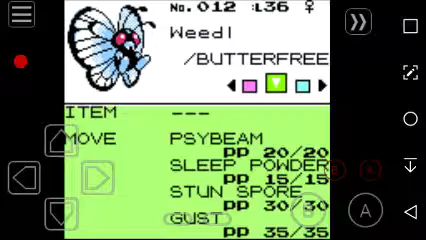 No. 012 :L36 ♀
Weedl
/BUTTERFREE
ITEM ---
MOVE PSYBEAM
PP 20/20
SLEEP POWDER
PP 15/15
STUN SPORE
PP 30/30
GUST
PP 35/35
B
A